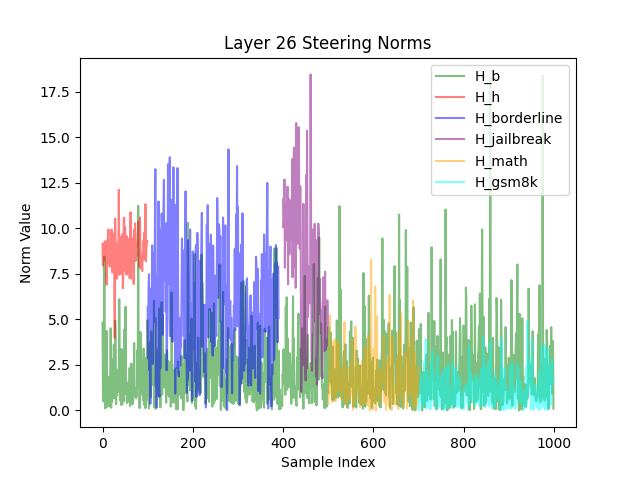 Layer 26 Steering Norms
H_b
H_h
H_borderline
H_jailbreak
H_math
H_gsm8k
Norm Value
17.5
15.0
12.5
10.0
7.5
5.0
2.5
0.0
0
200
400
600
800
1000
Sample Index